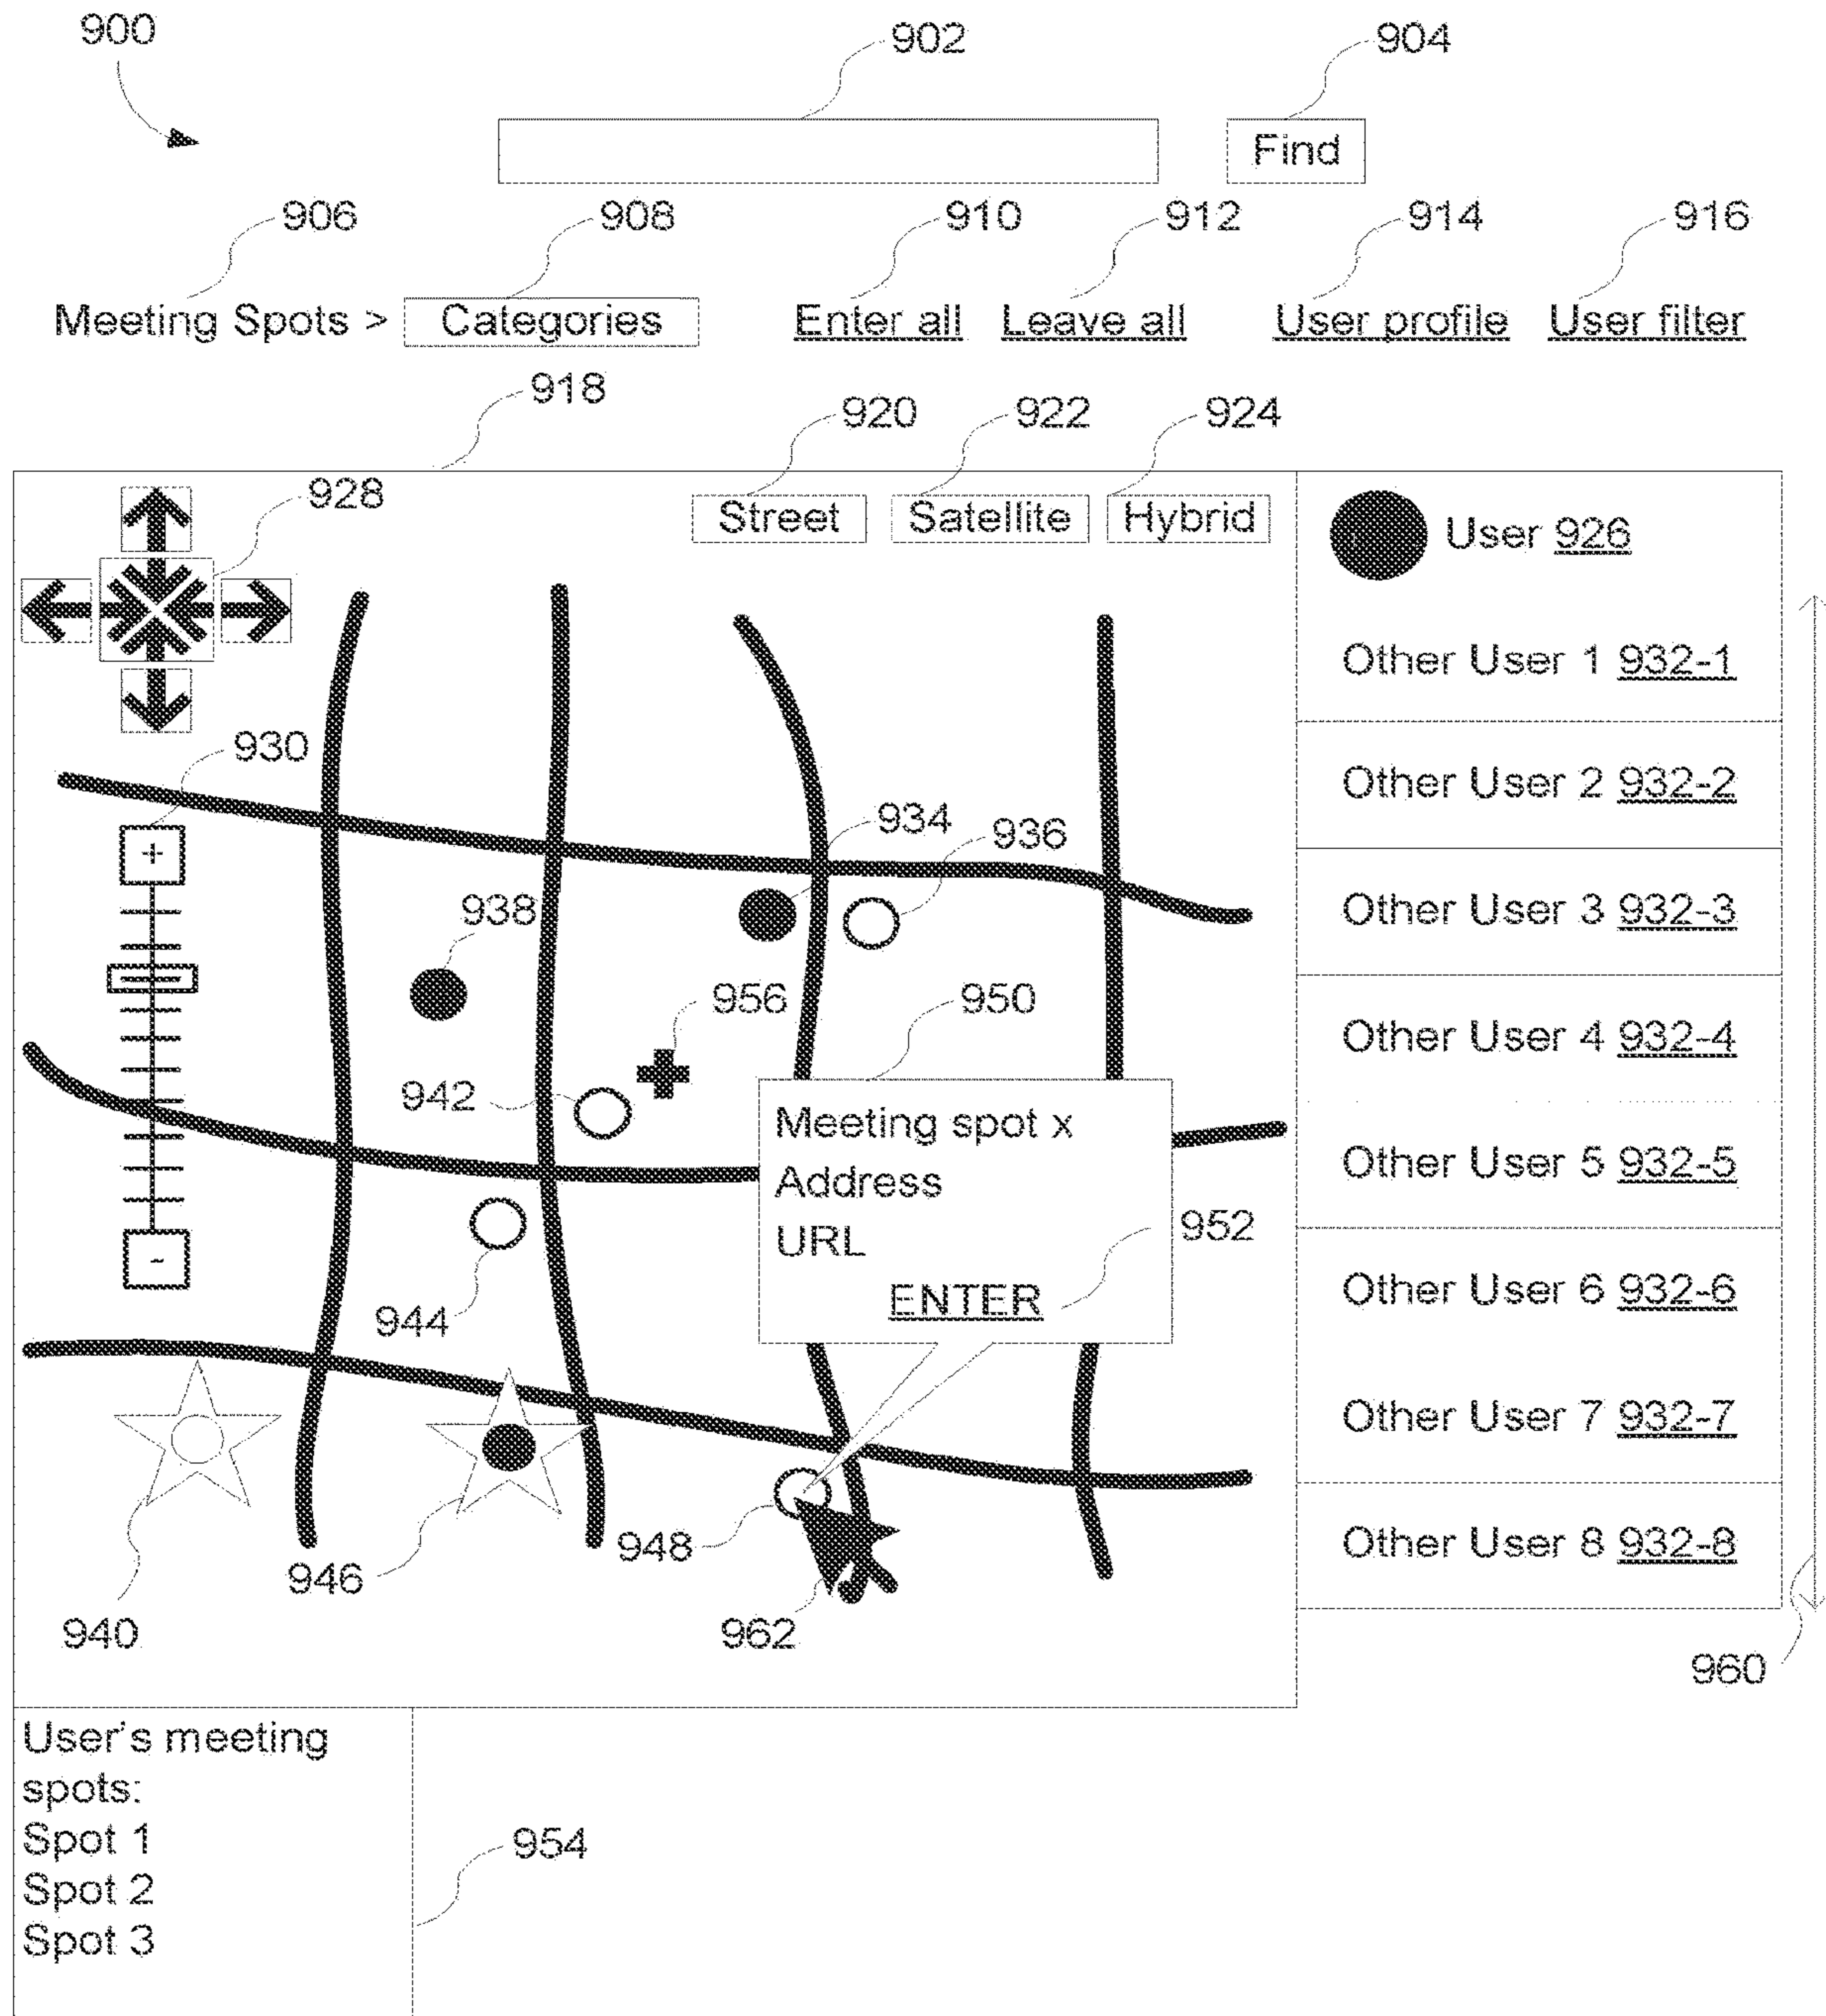 900
902
904
Find
906
908
910
912
914
916
Meeting Spots >
Categories
Enter all
Leave all
User profile
User filter
918
920
922
924
928
Street
Satellite
Hybrid
User 926
Other User 1 932-1
930
Other User 2 932-2
934
936
+
938
Other User 3 932-3
956
950
Other User 4 932-4
942
Meeting spot x
Address
URL
ENTER
952
Other User 5 932-5
944
-
Other User 6 932-6
Other User 7 932-7
948
946
940
962
Other User 8 932-8
960
User's meeting
spots:
Spot 1
Spot 2
Spot 3
954